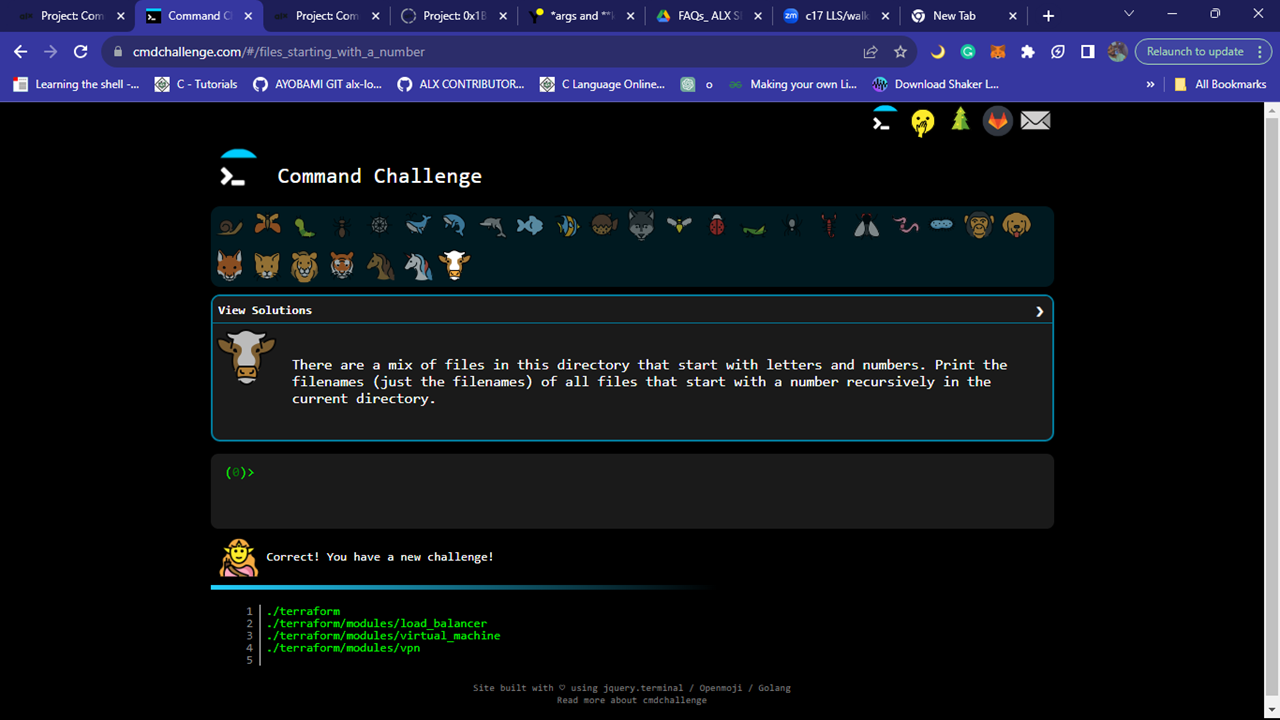 Project: Com
Command C
Project: Com
Project: 0x1B
*args and **
FAQs_ ALX S
c17 LLS/walk
New Tab
cmdchallenge.com/#/files_starting_with_a_number
Relaunch to update
Learning the shell -...
C - Tutorials
AYOBAMI GIT alx-lo...
ALX CONTRIBUTOR...
C Language Online...
o
Making your own Li...
Download Shaker L...
»
All Bookmarks
Command Challenge
View Solutions
There are a mix of files in this directory that start with letters and numbers. Print the
filenames (just the filenames) of all files that start with a number recursively in the
current directory.
(0)>
Correct! You have a new challenge!
1 ./terraform
2 ./terraform/modules/load_balancer
3 ./terraform/modules/virtual_machine
4 ./terraform/modules/vpn
5
Site built with ♡ using jquery.terminal / Openmoji / Golang
Read more about cmdchallenge